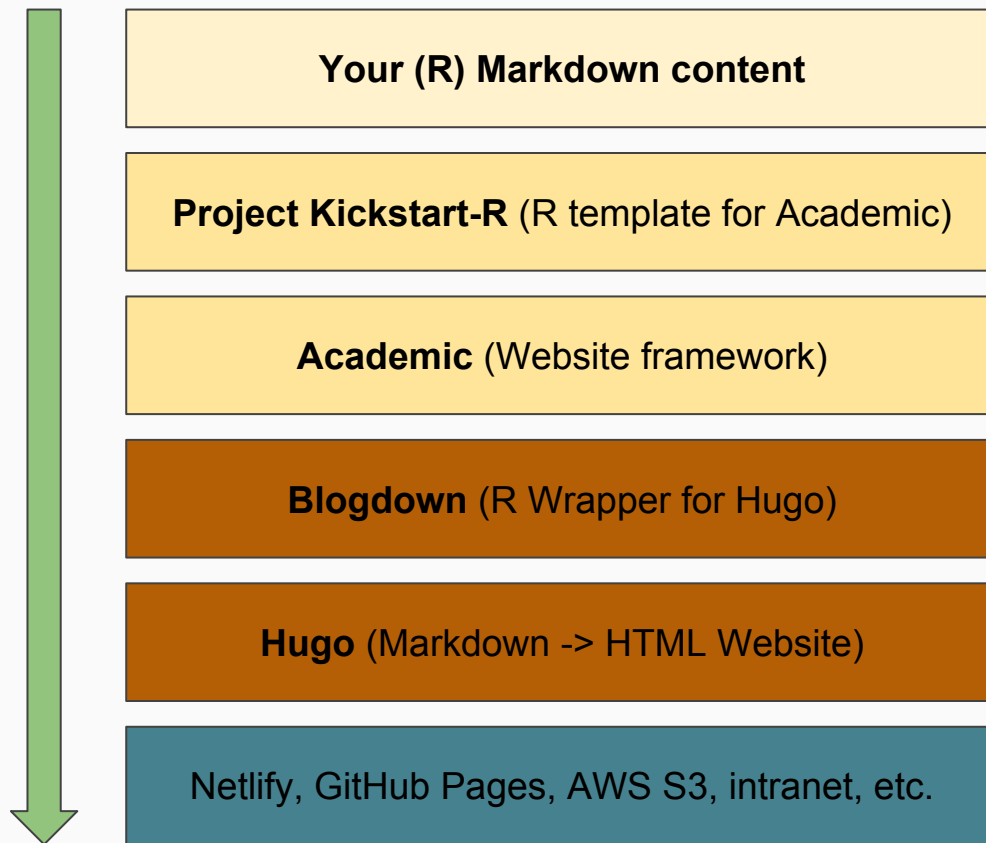 Your (R) Markdown content
Project Kickstart-R (R template for Academic)
Academic (Website framework)
Blogdown (R Wrapper for Hugo)
Hugo (Markdown -> HTML Website)
Netlify, GitHub Pages, AWS S3, intranet, etc.